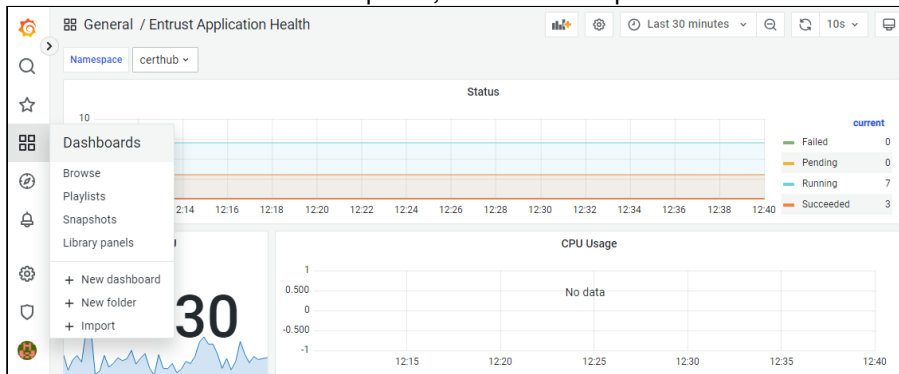 General / Entrust Application Health
Last 30 minutes
10s
Namespace
certhub
Status
10
current
Failed 0
Pending 0
Running 7
Succeeded 3
2:14 12:16 12:18 12:20 12:22 12:24 12:26 12:28 12:30 12:32 12:34 12:36 12:38 12:40
Dashboards
Browse
Playlists
Snapshots
Library panels
+ New dashboard
+ New folder
+ Import
30
CPU Usage
1
0.500
0
-0.500
-1
No data
12:15 12:20 12:25 12:30 12:35 12:40